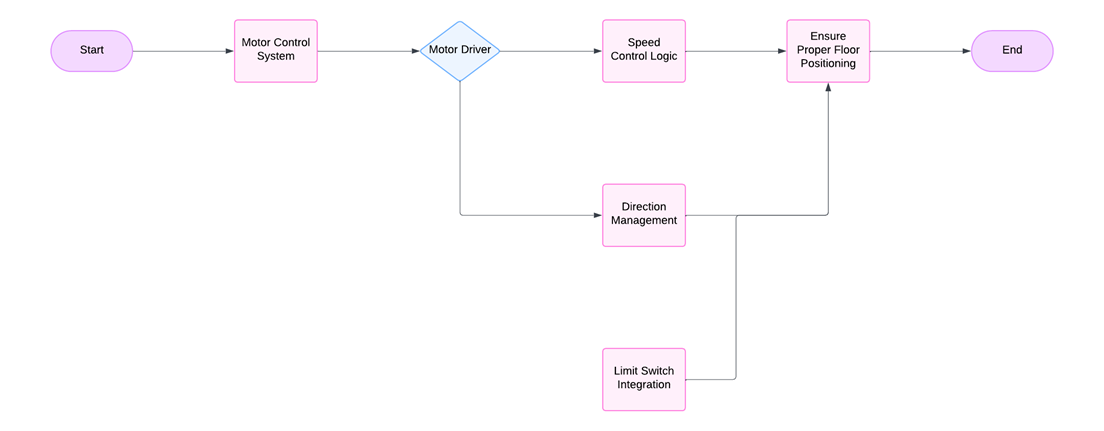 Start
Motor Control
System
Motor Driver
Speed
Control Logic
Ensure
Proper Floor
Positioning
End
Direction
Management
Limit Switch
Integration